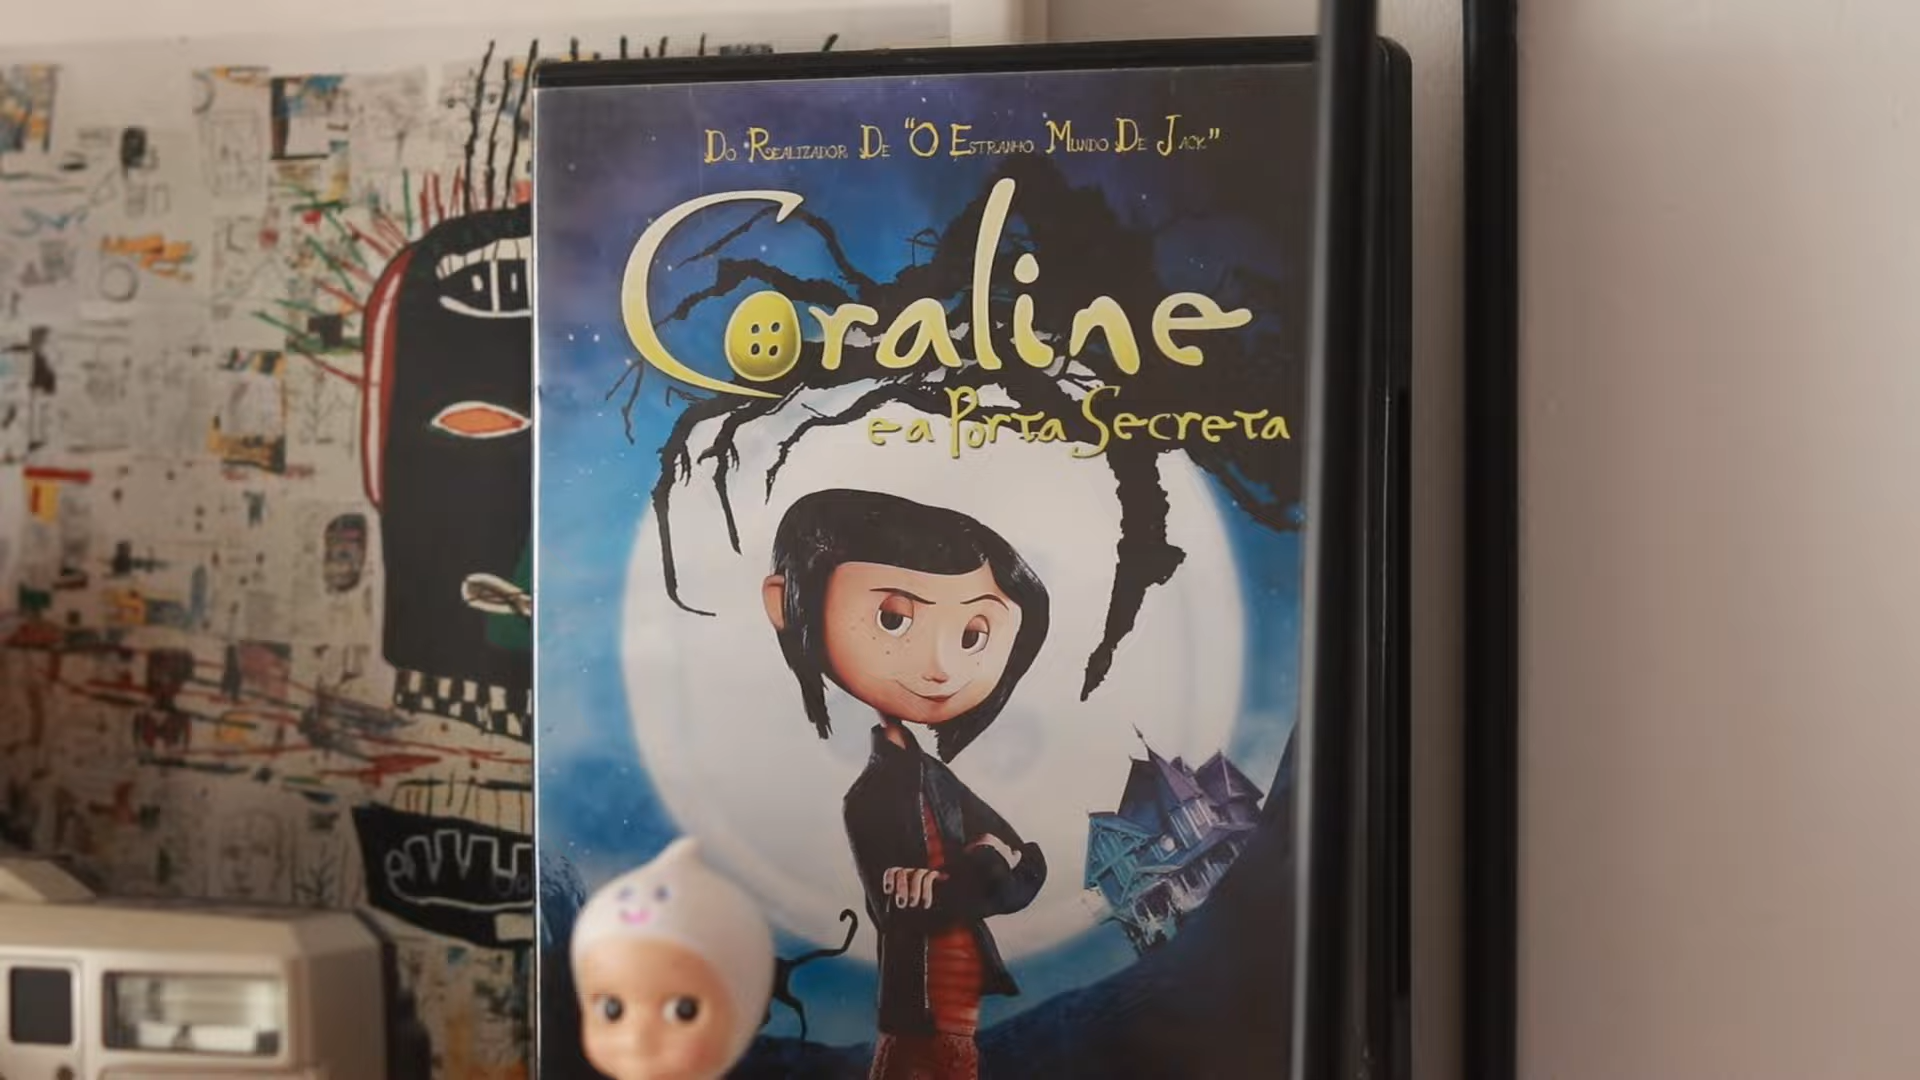 Do Realizador De "O Estranho Mundo De Jack"
Coraline
e a Porta Secreta